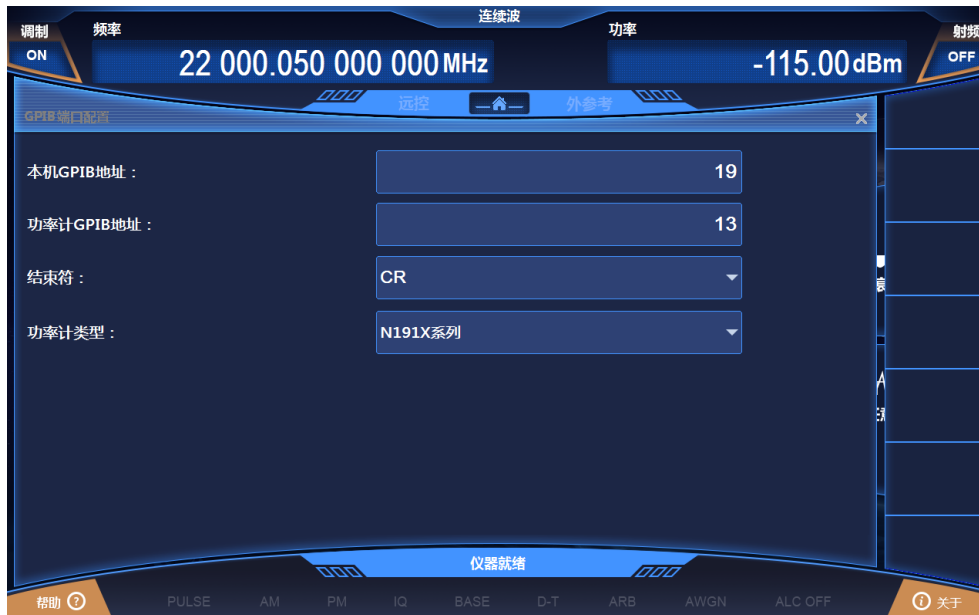 连续波
调制
频率
功率
射频
ON
22 000.050 000 000 MHz
-115.00 dBm
OFF
远控
外参考
GPIB端口配置
本机GPIB地址：
19
功率计GPIB地址：
13
结束符：
CR
功率计类型：
N191X系列
仪器就绪
帮助
PULSE
AM
PM
IQ
BASE
D-T
ARB
AWGN
ALC OFF
关于